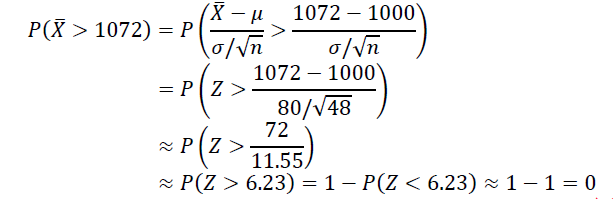 P(X̄ > 1072) = P((X̄ − μ)/(σ/√n) > (1072 − 1000)/(σ/√n))
= P(Z > (1072 − 1000)/(80/√48))
≈ P(Z > 72/11.55)
≈ P(Z > 6.23) = 1 − P(Z < 6.23) ≈ 1 − 1 = 0